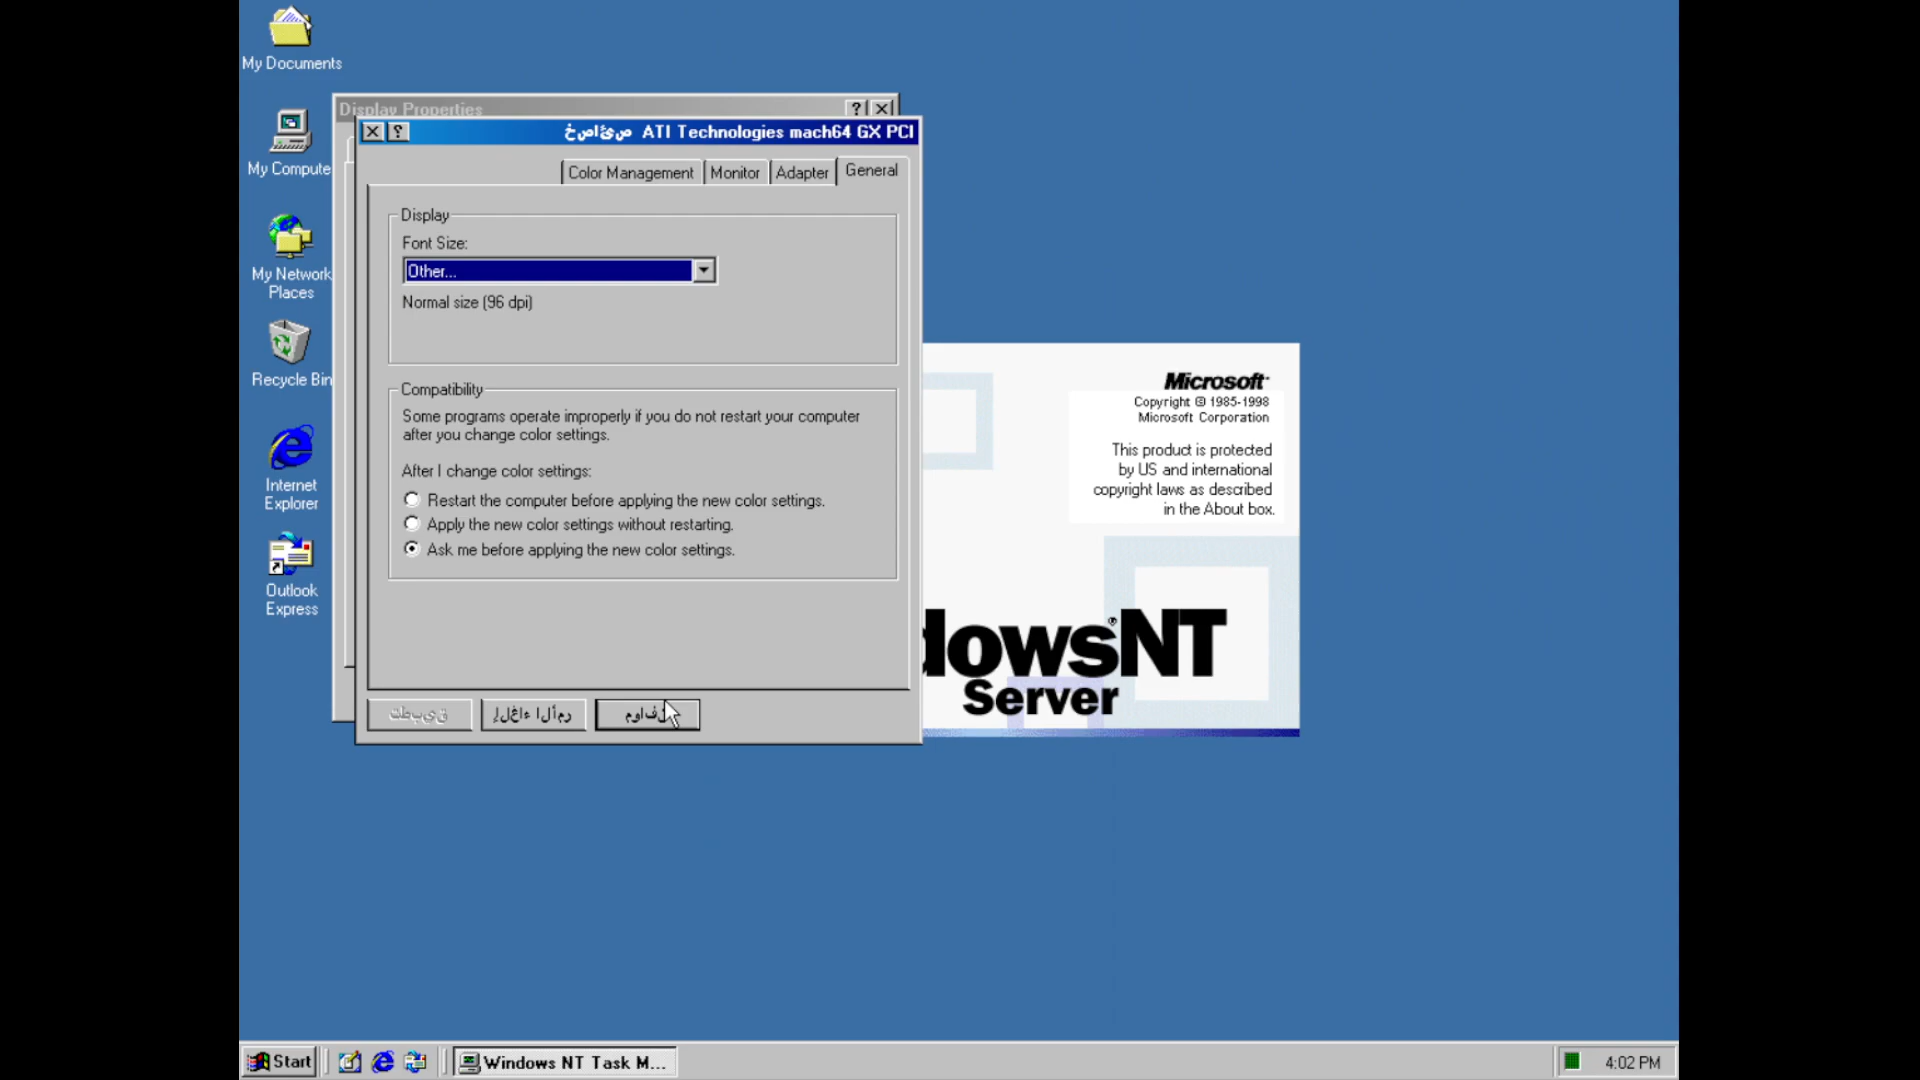 My Documents
My Compute
My Network
Places
Recycle Bin
Internet
Explorer
Outlook
Express
Display Properties
خصائص ATI Technologies mach64 GX PCI
Color Management
Monitor
Adapter
General
Display
Font Size:
Other...
Normal size (96 dpi)
Compatibility
Some programs operate improperly if you do not restart your computer
after you change color settings.
After I change color settings:
Restart the computer before applying the new color settings.
Apply the new color settings without restarting.
Ask me before applying the new color settings.
تطبيق
إلغاء الأمر
موافق
Microsoft
Copyright © 1985-1998
Microsoft Corporation
This product is protected
by US and international
copyright laws as described
in the About box.
dowsNT
Server
Start
Windows NT Task M...
4:02 PM